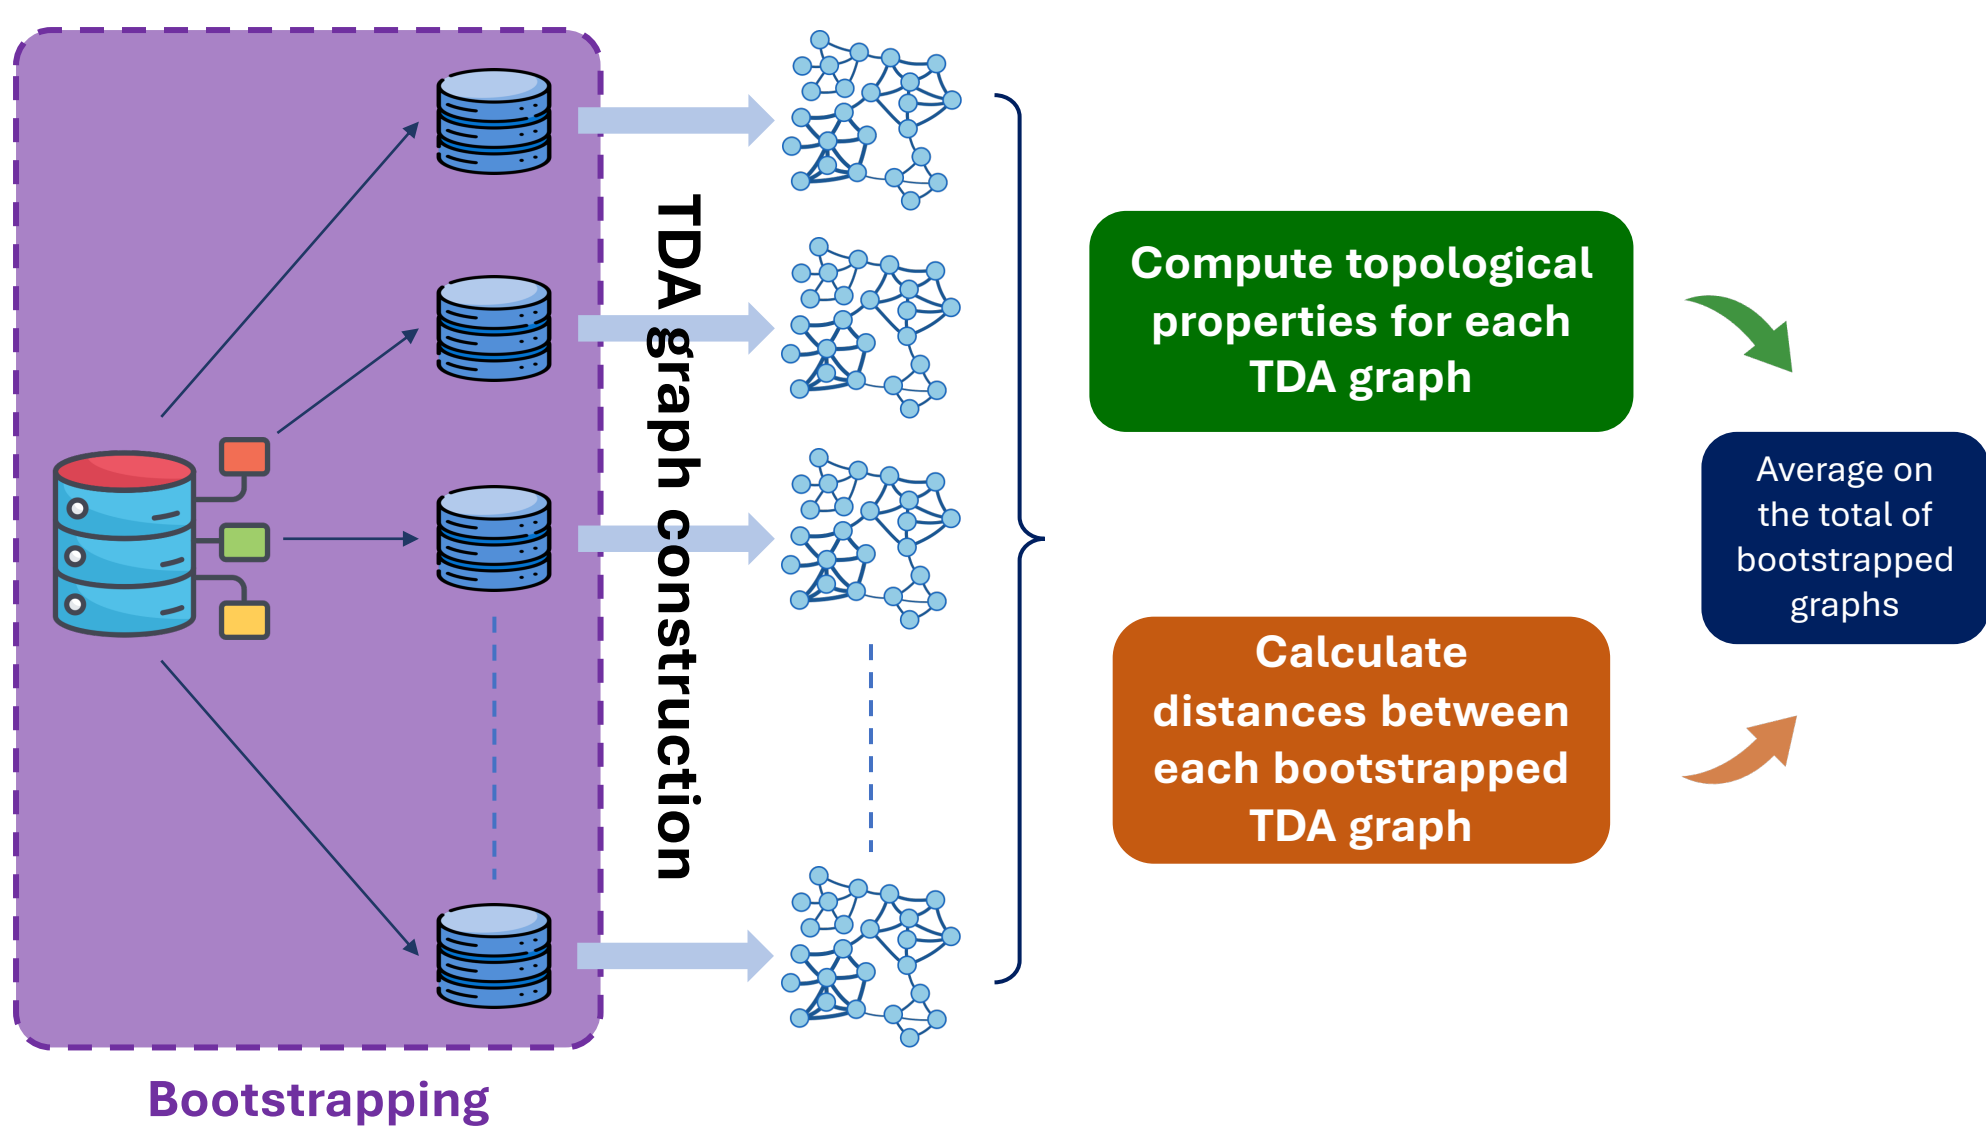 TDA graph construction
Compute topological
properties for each
TDA graph
Average on
the total of
bootstrapped
graphs
Calculate
distances between
each bootstrapped
TDA graph
Bootstrapping